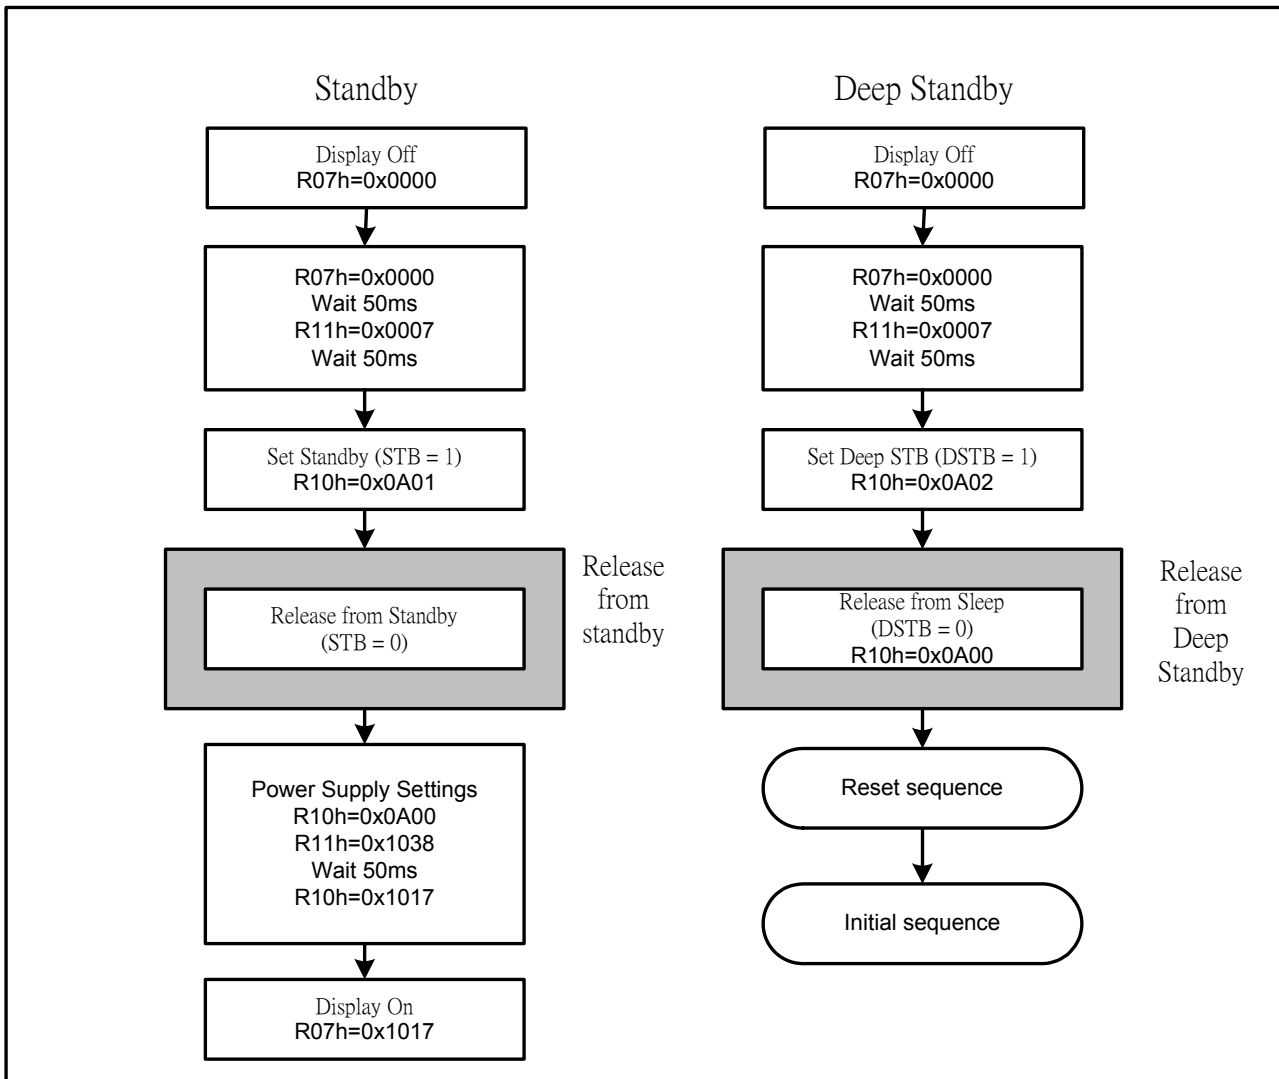 Standby
Display Off
R07h=0x0000
R07h=0x0000
Wait 50ms
R11h=0x0007
Wait 50ms
Set Standby (STB = 1)
R10h=0x0A01
Release from Standby
(STB = 0)
Release
from
standby
Power Supply Settings
R10h=0x0A00
R11h=0x1038
Wait 50ms
R10h=0x1017
Display On
R07h=0x1017
Deep Standby
Display Off
R07h=0x0000
R07h=0x0000
Wait 50ms
R11h=0x0007
Wait 50ms
Set Deep STB (DSTB = 1)
R10h=0x0A02
Release from Sleep
(DSTB = 0)
R10h=0x0A00
Release
from
Deep
Standby
Reset sequence
Initial sequence